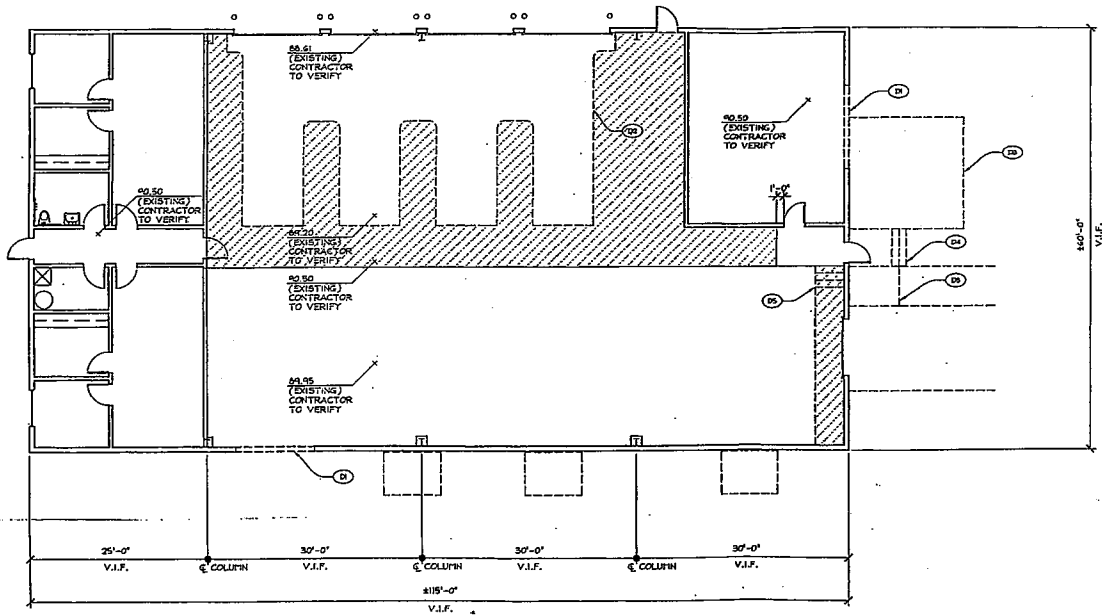 88.61
(EXISTING)
CONTRACTOR
TO VERIFY
D1
D2
90.50
(EXISTING)
CONTRACTOR
TO VERIFY
D3
1'-0"
90.50
(EXISTING)
CONTRACTOR
TO VERIFY
89.20
(EXISTING)
CONTRACTOR
TO VERIFY
D4
±60'-0"
V.I.F.
90.50
(EXISTING)
CONTRACTOR
TO VERIFY
D5
89.95
(EXISTING)
CONTRACTOR
TO VERIFY
D1
25'-0"
30'-0"
30'-0"
30'-0"
V.I.F.
COLUMN
V.I.F.
COLUMN
V.I.F.
COLUMN
V.I.F.
±115'-0"
V.I.F.